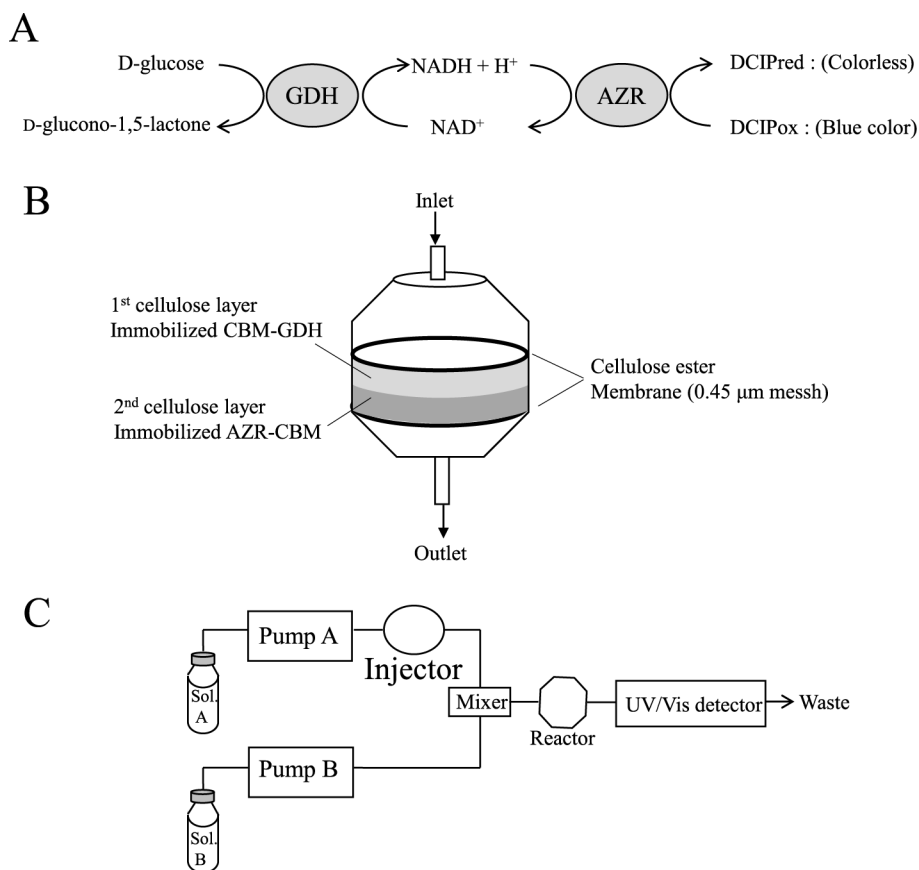 A
D-glucose
NADH + H⁺
DCIPred : (Colorless)
GDH
AZR
D-glucono-1,5-lactone
NAD⁺
DCIPox : (Blue color)
B
Inlet
1st cellulose layer
Immobilized CBM-GDH
2nd cellulose layer
Immobilized AZR-CBM
Cellulose ester
Membrane (0.45 μm messh)
Outlet
C
Pump A
Injector
Sol.
A
Mixer
Reactor
UV/Vis detector
Waste
Pump B
Sol.
B